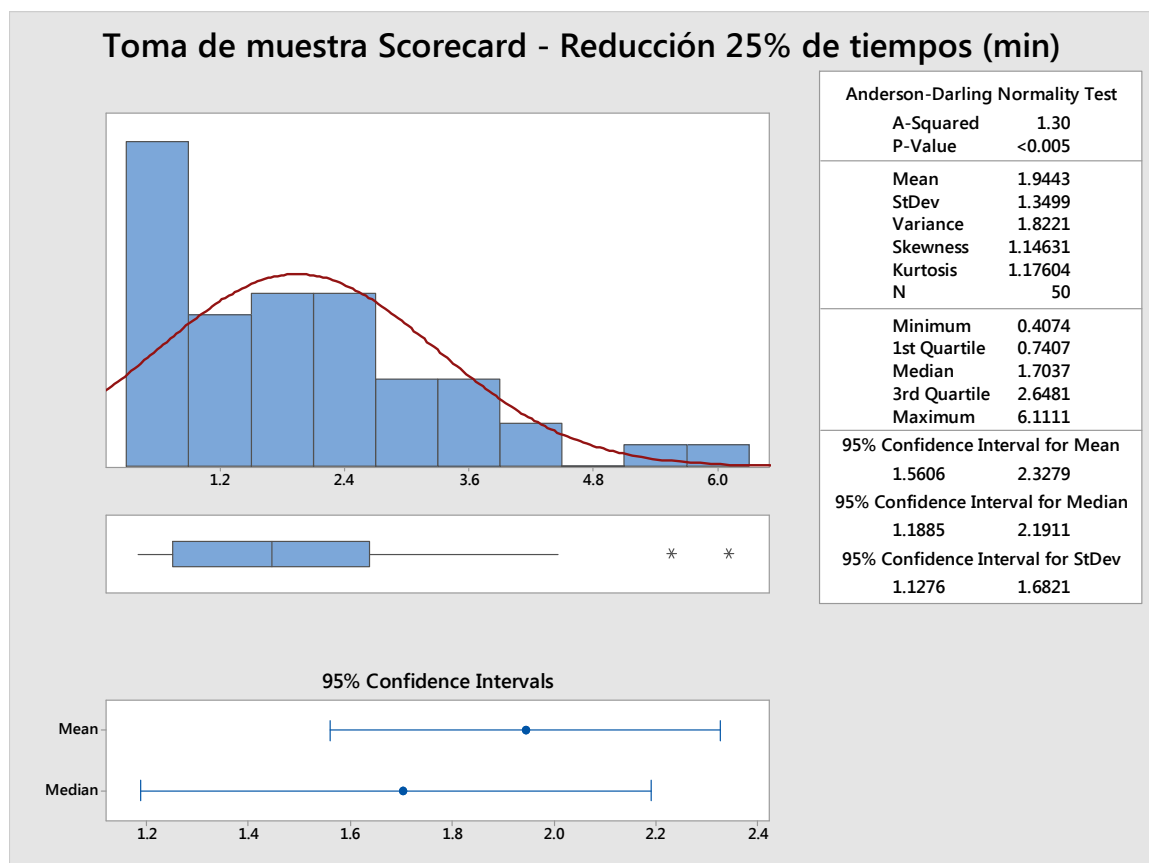 Toma de muestra Scorecard - Reducción 25% de tiempos (min)
1.2 2.4 3.6 4.8 6.0
Anderson-Darling Normality Test
A-Squared 1.30
P-Value <0.005
Mean 1.9443
StDev 1.3499
Variance 1.8221
Skewness 1.14631
Kurtosis 1.17604
N 50
Minimum 0.4074
1st Quartile 0.7407
Median 1.7037
3rd Quartile 2.6481
Maximum 6.1111
95% Confidence Interval for Mean
1.5606 2.3279
95% Confidence Interval for Median
1.1885 2.1911
95% Confidence Interval for StDev
1.1276 1.6821
95% Confidence Intervals
Mean
Median
1.2 1.4 1.6 1.8 2.0 2.2 2.4